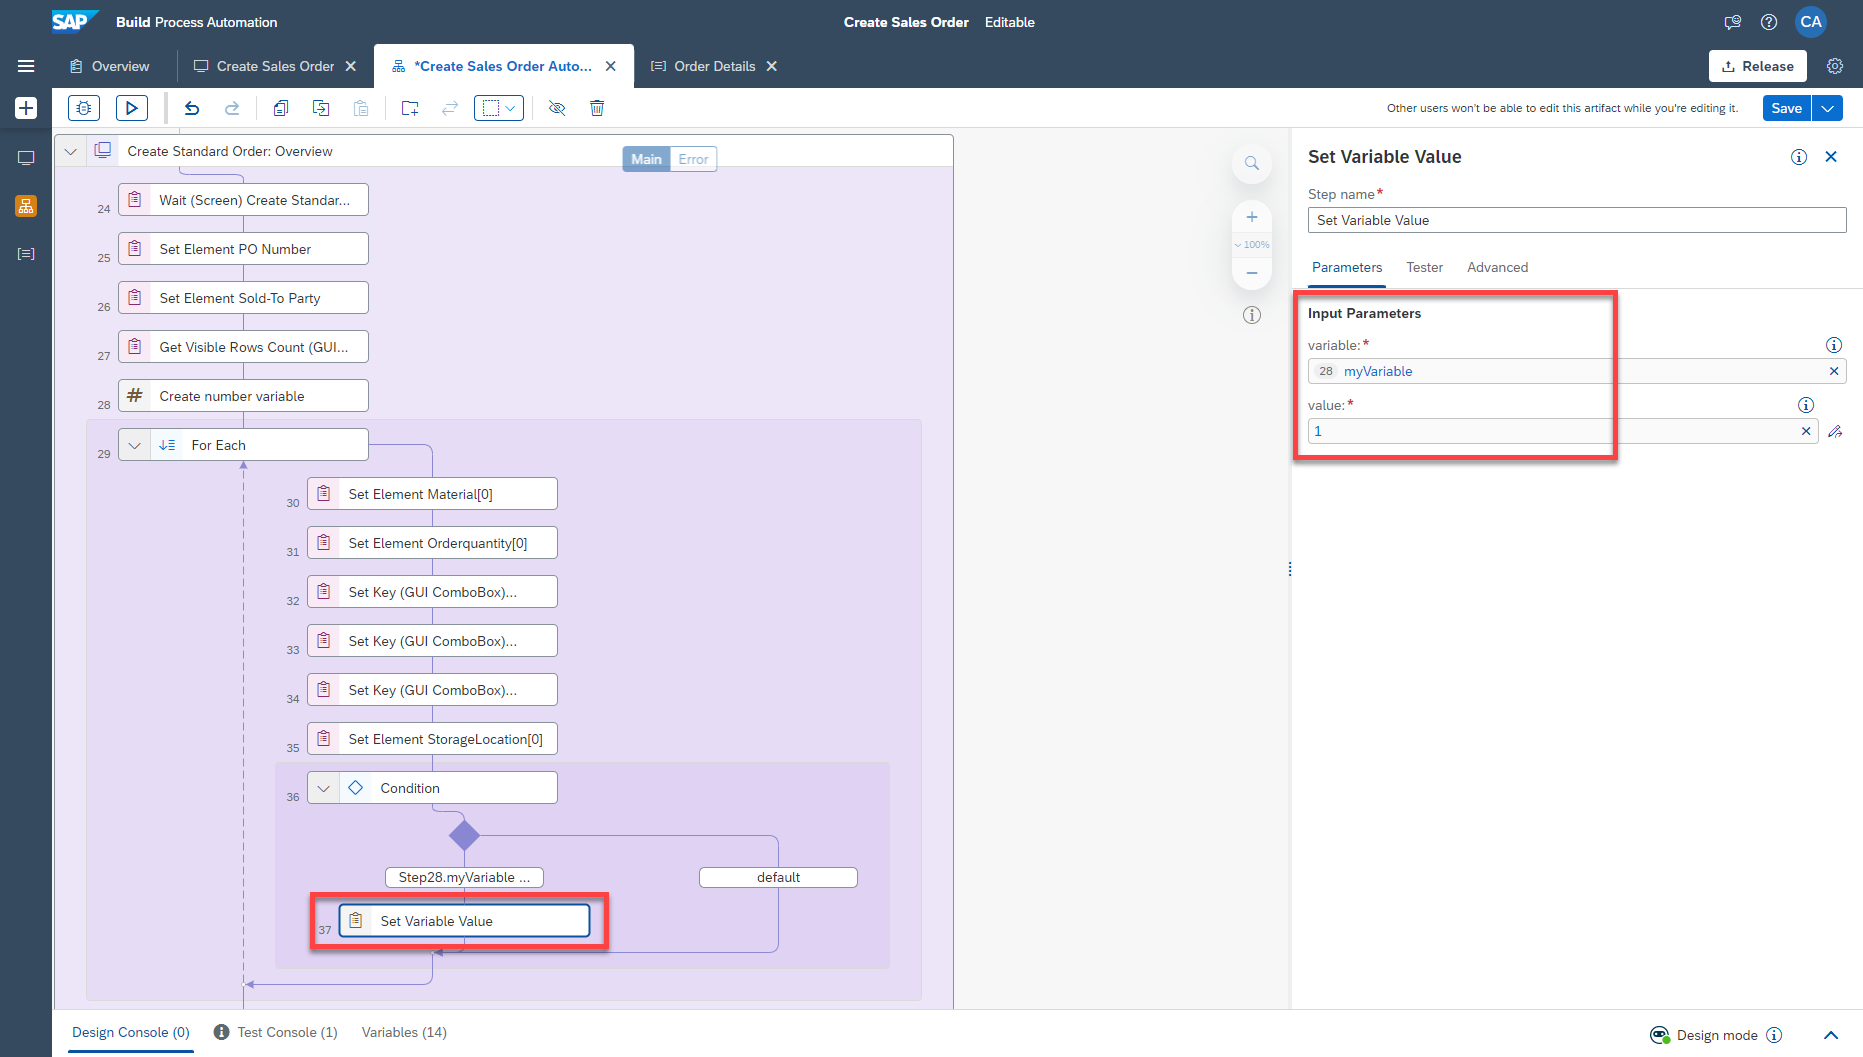 SAP Build Process Automation
Create Sales Order Editable
CA
Overview
Create Sales Order
*Create Sales Order Auto...
Order Details
Release
Other users won't be able to edit this artifact while you're editing it.
Save
Create Standard Order: Overview
Main Error
24 Wait (Screen) Create Standar...
25 Set Element PO Number
26 Set Element Sold-To Party
27 Get Visible Rows Count (GUI...
28 # Create number variable
29 For Each
30 Set Element Material[0]
31 Set Element Orderquantity[0]
32 Set Key (GUI ComboBox)...
33 Set Key (GUI ComboBox)...
34 Set Key (GUI ComboBox)...
35 Set Element StorageLocation[0]
36 Condition
Step28.myVariable ...
default
37 Set Variable Value
100%
Set Variable Value
Step name*
Set Variable Value
Parameters Tester Advanced
Input Parameters
variable:*
28 myVariable
value:*
1
Design Console (0)
Test Console (1)
Variables (14)
Design mode